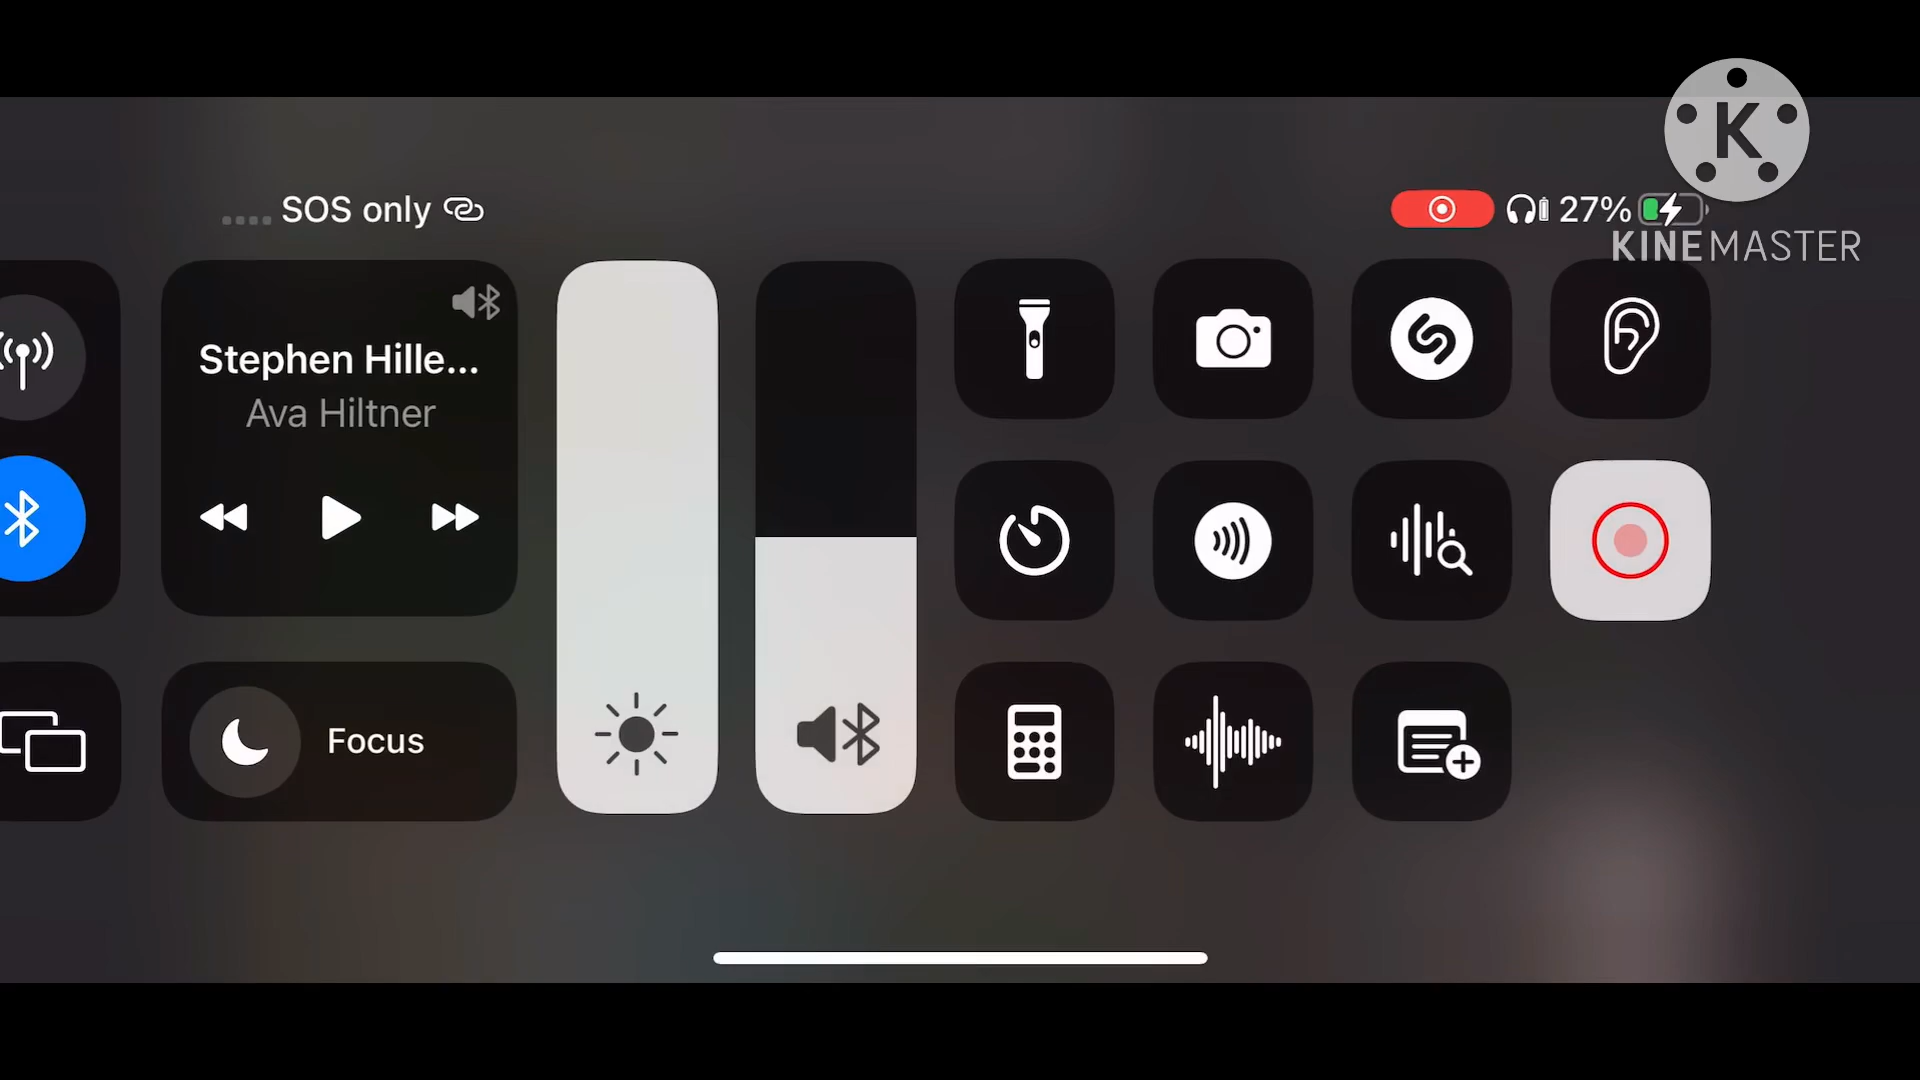 SOS only
27%
K
KINEMASTER
Stephen Hille...
Ava Hiltner
Focus